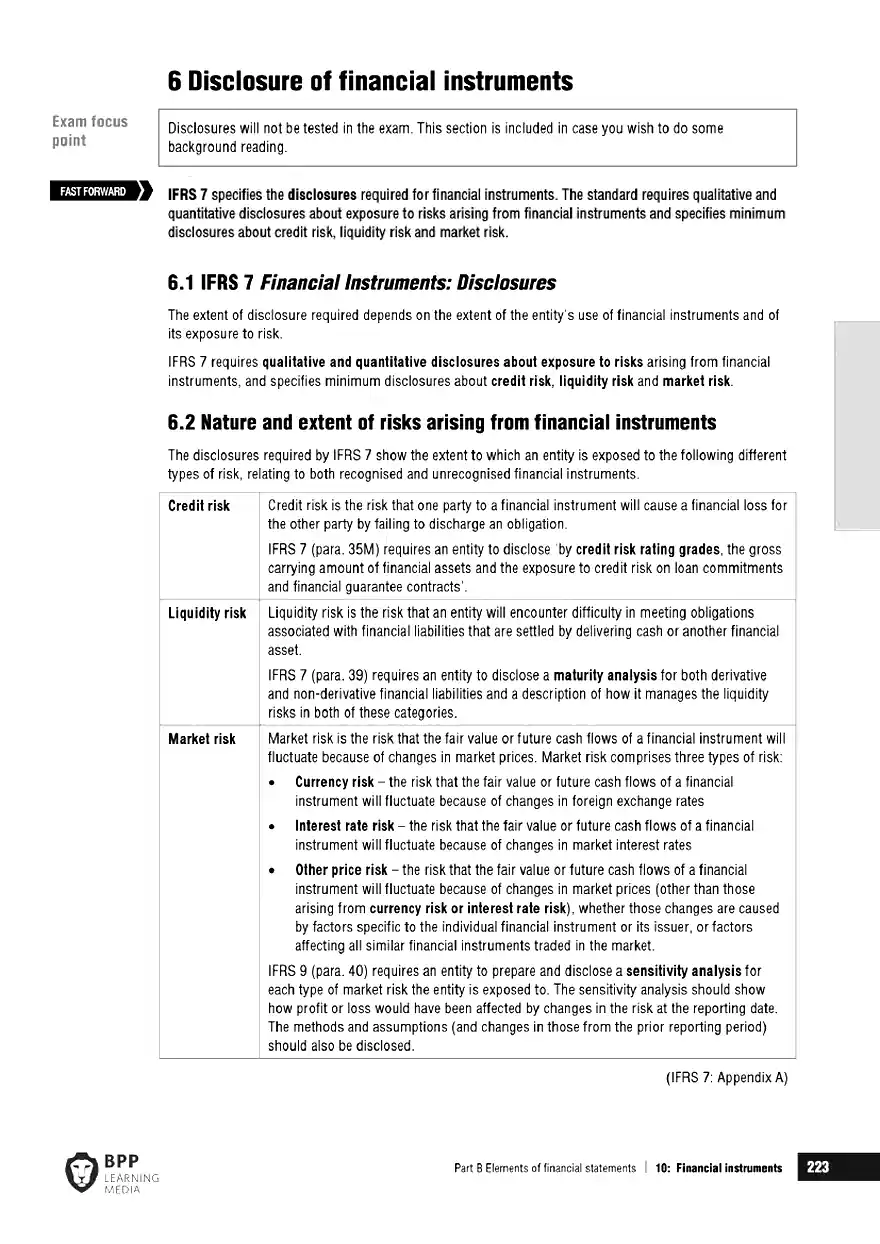 6 Disclosure of financial instruments
Exam focus
point
Disclosures will not be tested in the exam. This section is included in case you wish to do some
background reading.
FAST FORWARD
IFRS 7 specifies the disclosures required for financial instruments. The standard requires qualitative and
quantitative disclosures about exposure to risks arising from financial instruments and specifies minimum
disclosures about credit risk, liquidity risk and market risk.
6.1 IFRS 7 Financial Instruments: Disclosures
The extent of disclosure required depends on the extent of the entity's use of financial instruments and of
its exposure to risk.
IFRS 7 requires qualitative and quantitative disclosures about exposure to risks arising from financial
instruments, and specifies minimum disclosures about credit risk, liquidity risk and market risk.
6.2 Nature and extent of risks arising from financial instruments
The disclosures required by IFRS 7 show the extent to which an entity is exposed to the following different
types of risk, relating to both recognised and unrecognised financial instruments.
Credit risk
Credit risk is the risk that one party to a financial instrument will cause a financial loss for
the other party by failing to discharge an obligation.
IFRS 7 (para. 35M) requires an entity to disclose 'by credit risk rating grades, the gross
carrying amount of financial assets and the exposure to credit risk on loan commitments
and financial guarantee contracts'.
Liquidity risk
Liquidity risk is the risk that an entity will encounter difficulty in meeting obligations
associated with financial liabilities that are settled by delivering cash or another financial
asset.
IFRS 7 (para. 39) requires an entity to disclose a maturity analysis for both derivative
and non-derivative financial liabilities and a description of how it manages the liquidity
risks in both of these categories.
Market risk
Market risk is the risk that the fair value or future cash flows of a financial instrument will
fluctuate because of changes in market prices. Market risk comprises three types of risk:
• Currency risk – the risk that the fair value or future cash flows of a financial
instrument will fluctuate because of changes in foreign exchange rates
• Interest rate risk – the risk that the fair value or future cash flows of a financial
instrument will fluctuate because of changes in market interest rates
• Other price risk – the risk that the fair value or future cash flows of a financial
instrument will fluctuate because of changes in market prices (other than those
arising from currency risk or interest rate risk), whether those changes are caused
by factors specific to the individual financial instrument or its issuer, or factors
affecting all similar financial instruments traded in the market.
IFRS 9 (para. 40) requires an entity to prepare and disclose a sensitivity analysis for
each type of market risk the entity is exposed to. The sensitivity analysis should show
how profit or loss would have been affected by changes in the risk at the reporting date.
The methods and assumptions (and changes in those from the prior reporting period)
should also be disclosed.
(IFRS 7: Appendix A)
BPP
LEARNING
MEDIA
Part B Elements of financial statements | 10: Financial instruments 223